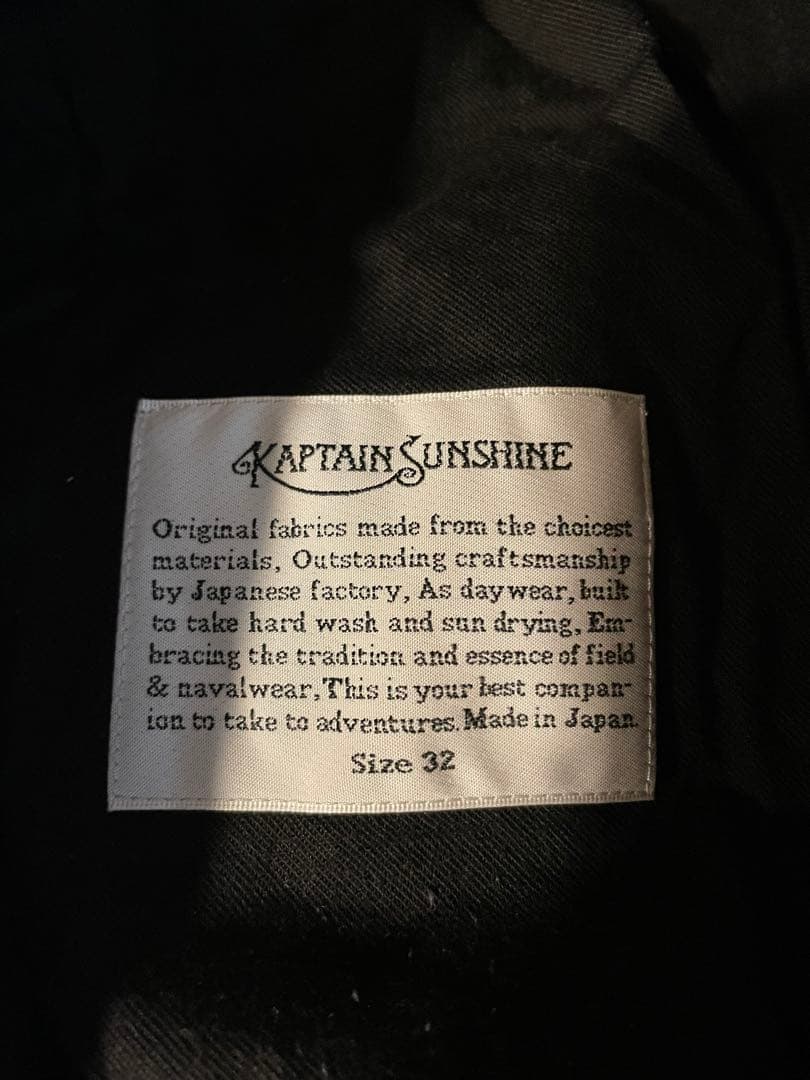 KAPTAIN SUNSHINE
Original fabrics made from the choicest
materials, Outstanding craftsmanship
by Japanese factory, As day wear, built
to take hard wash and sun drying, Em-
bracing the tradition and essence of field
& navalwear, This is your best compan-
ion to take to adventures. Made in Japan.
Size 32